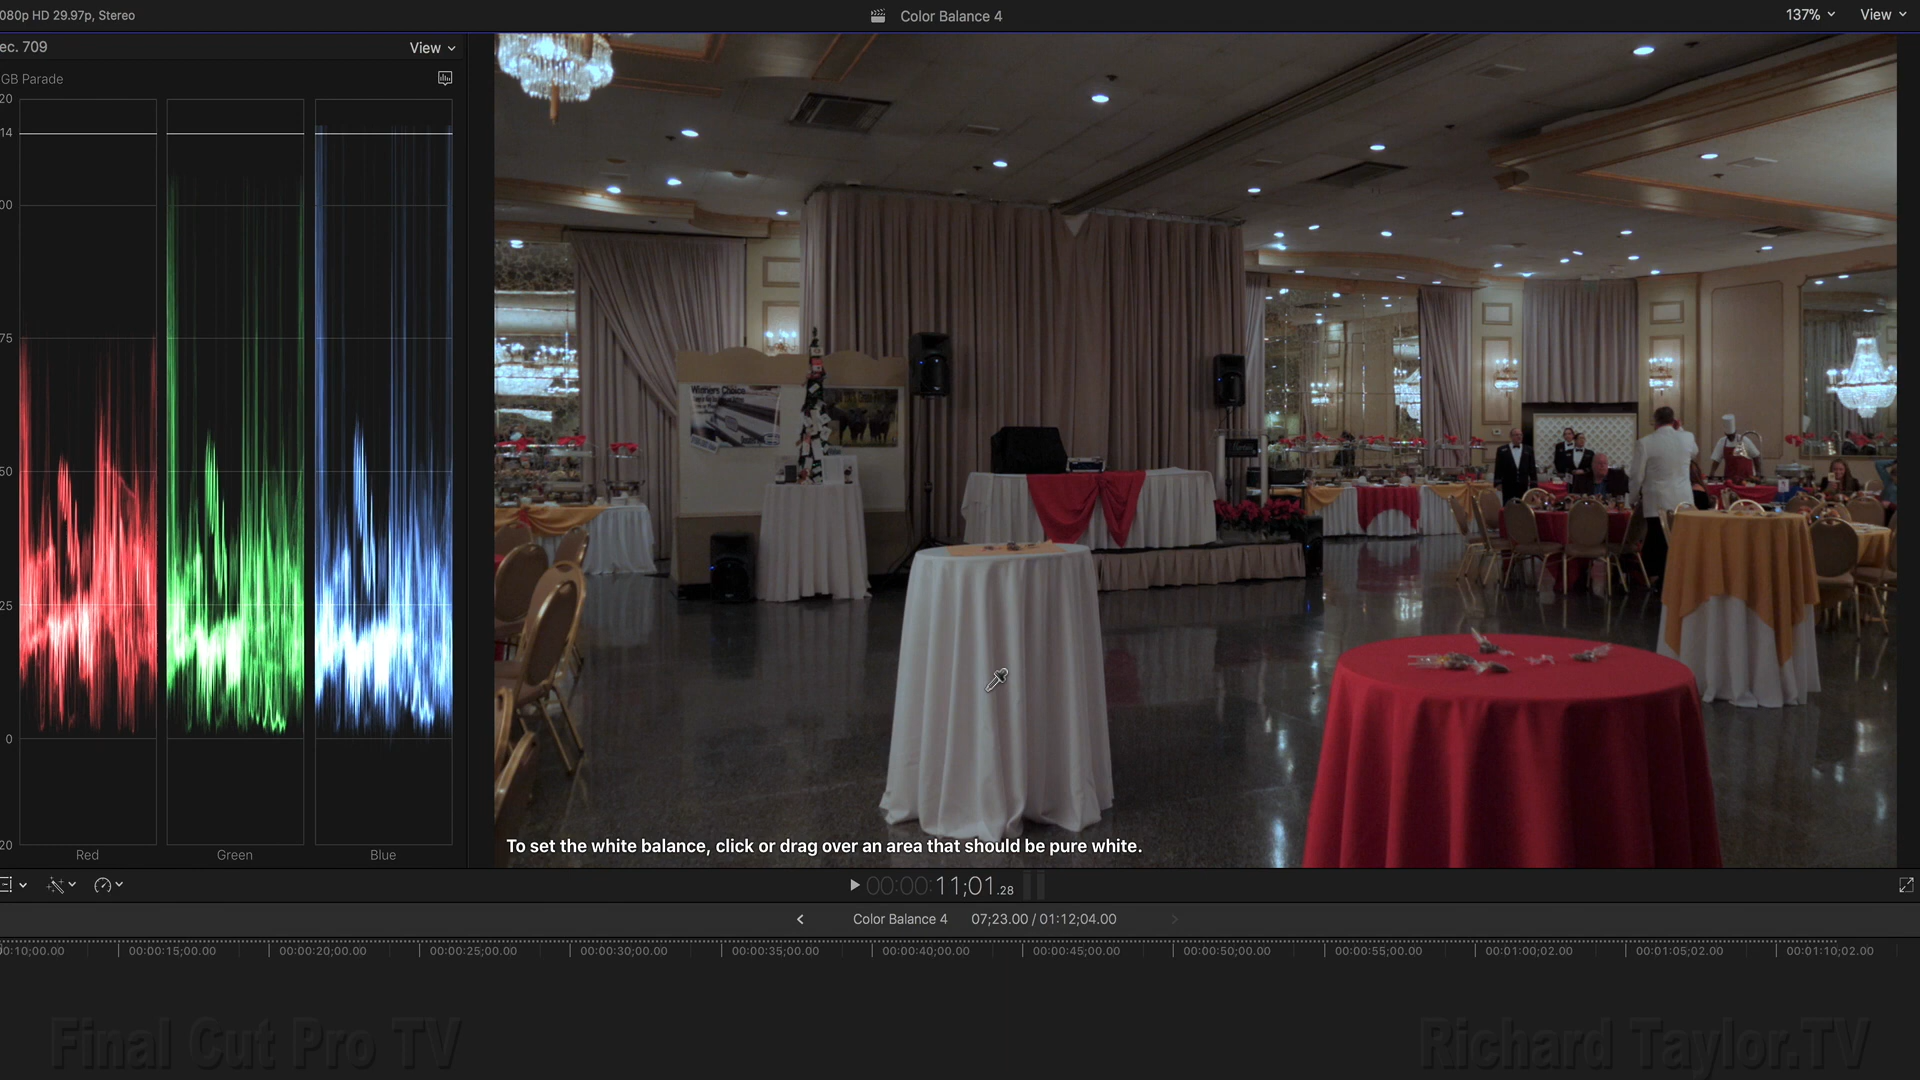 080p HD 29.97p, Stereo
Color Balance 4
137%
View
ec. 709
View
GB Parade
20
14
00
75
50
25
0
20
Red
Green
Blue
Winners Choice
To set the white balance, click or drag over an area that should be pure white.
00:00:11;01.28
Color Balance 4
07;23.00 / 01:12;04.00
0:10;00.00
00:00:15;00.00
00:00:20;00.00
00:00:25;00.00
00:00:30;00.00
00:00:35;00.00
00:00:40;00.00
00:00:45;00.00
00:00:50;00.00
00:00:55;00.00
00:01:00;02.00
00:01:05;02.00
00:01:10;02.00
Final Cut Pro TV
Richard Taylor.TV